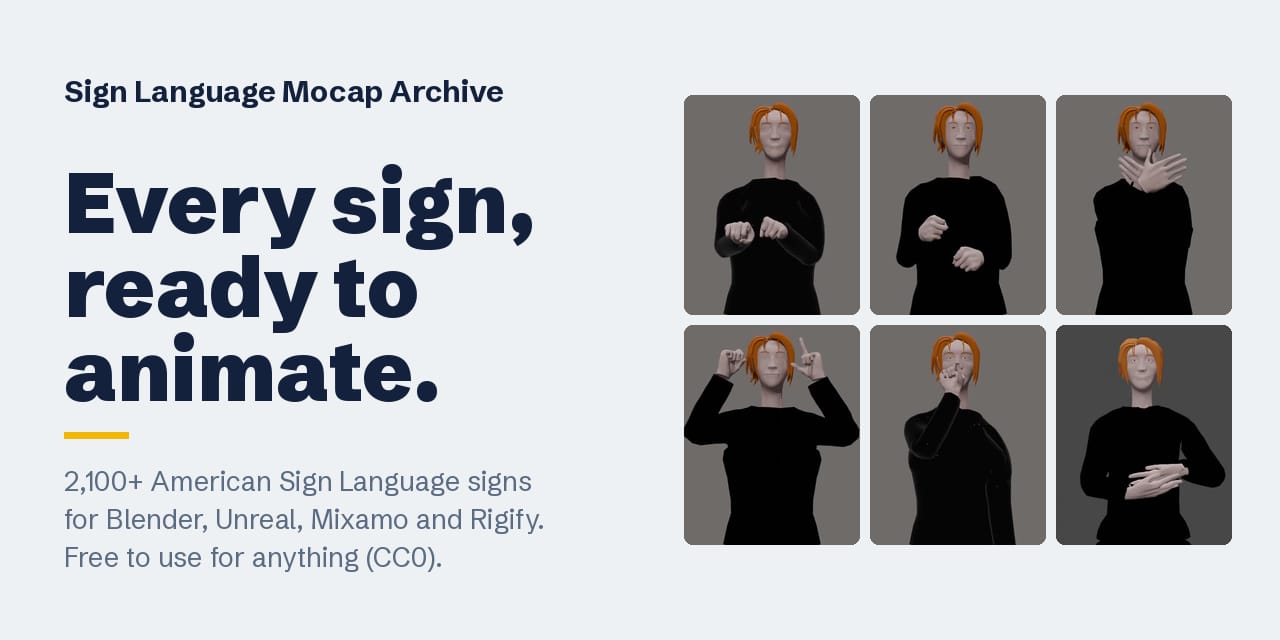 Sign Language Mocap Archive
Every sign,
ready to
animate.
2,100+ American Sign Language signs
for Blender, Unreal, Mixamo and Rigify.
Free to use for anything (CC0).